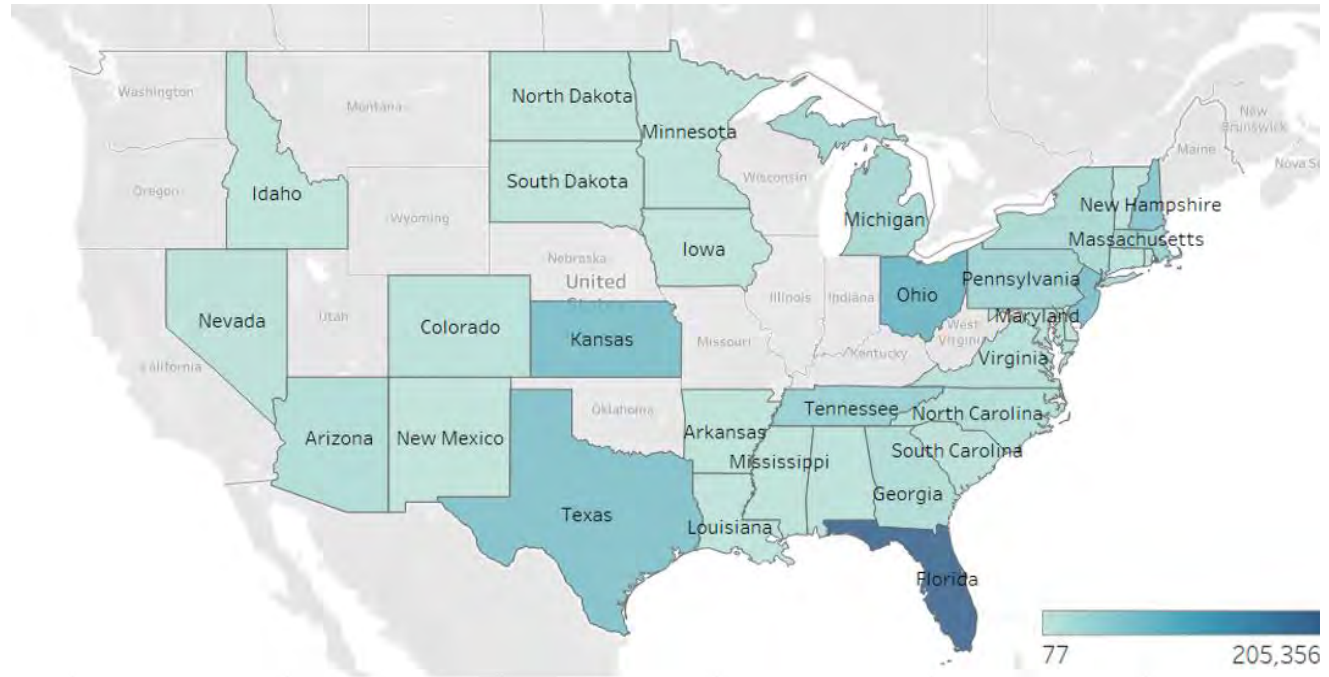 Washington
Montana
North Dakota
Minnesota
New
Brunswick
Maine
Nova S
Oregon
Idaho
South Dakota
Wisconsin
Wyoming
Michigan
New Hampshire
Massachusetts
Iowa
Nebraska
United
Pennsylvania
Ohio
Illinois
Indiana
Nevada
Utah
Colorado
Kansas
Missouri
Maryland
West
Virginia
Kentucky
Virginia
California
Oklahoma
Tennessee
North Carolina
Arizona
New Mexico
Arkansas
South Carolina
Mississippi
Georgia
Texas
Louisiana
Florida
77
205,356